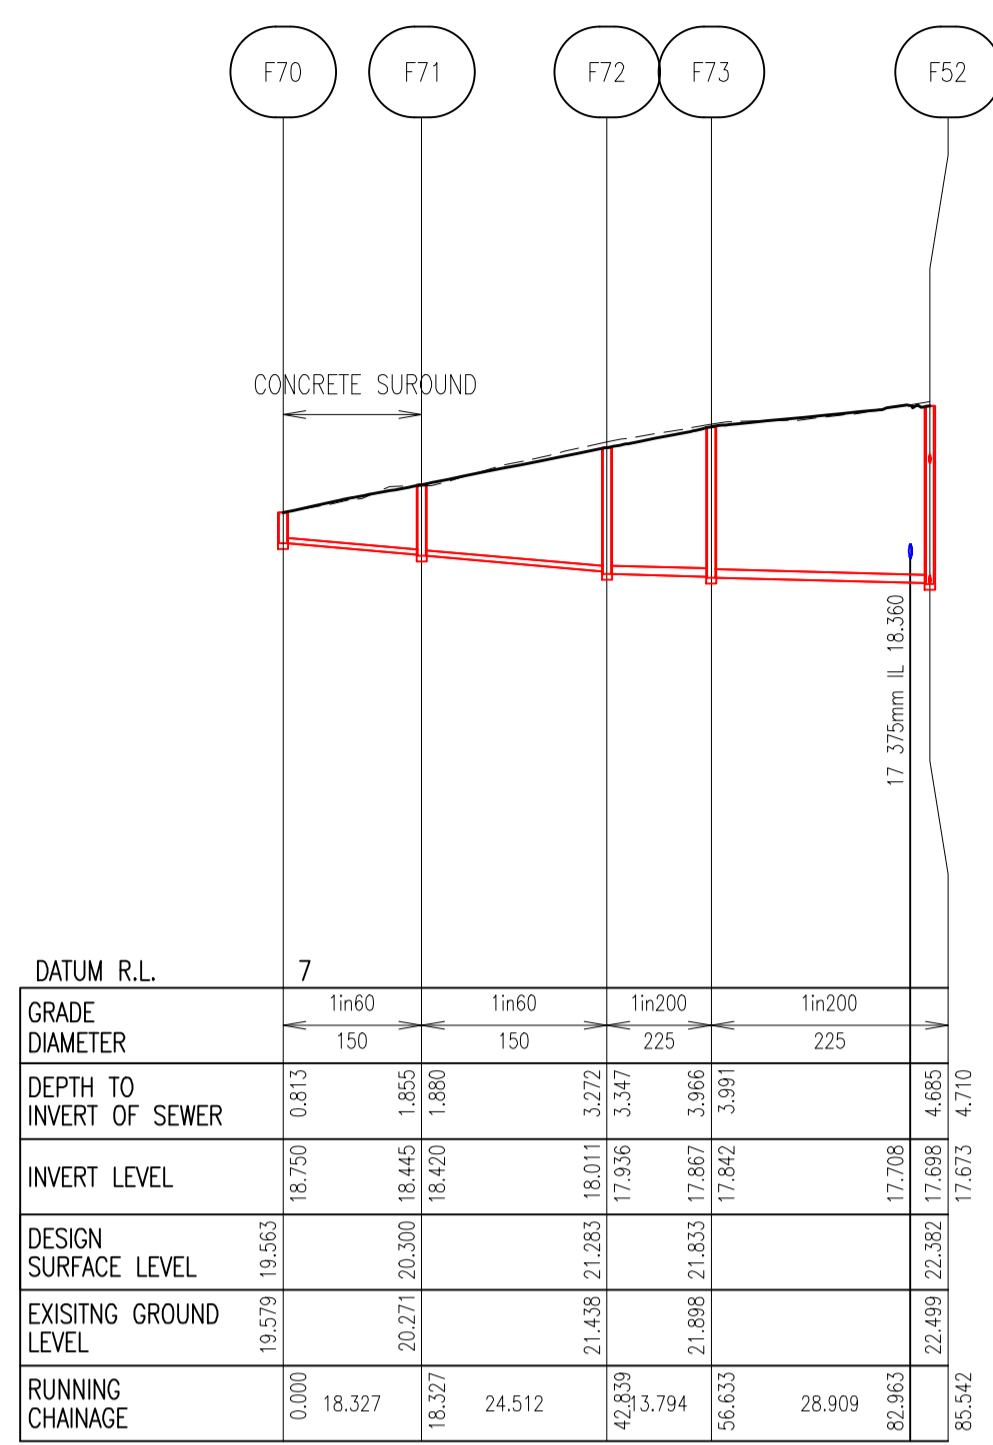 F70 F71 F72 F73 F52
CONCRETE SUROUND
17 375mm IL 18.360
DATUM R.L. 7
GRADE 1in60 1in60 1in200 1in200
DIAMETER 150 150 225 225
DEPTH TO
INVERT OF SEWER
0.813 1.855 1.880 3.272 3.347 3.966 3.991 4.685 4.710
INVERT LEVEL 18.750 18.445 18.420 18.011 17.936 17.867 17.842 17.708 17.698 17.673
DESIGN
SURFACE LEVEL
19.563 20.300 21.283 21.833 22.382
EXISITNG GROUND
LEVEL
19.579 20.271 21.438 21.898 22.499
RUNNING
CHAINAGE
0.000 18.327 18.327 24.512 42.839 13.794 56.633 28.909 82.963 85.542